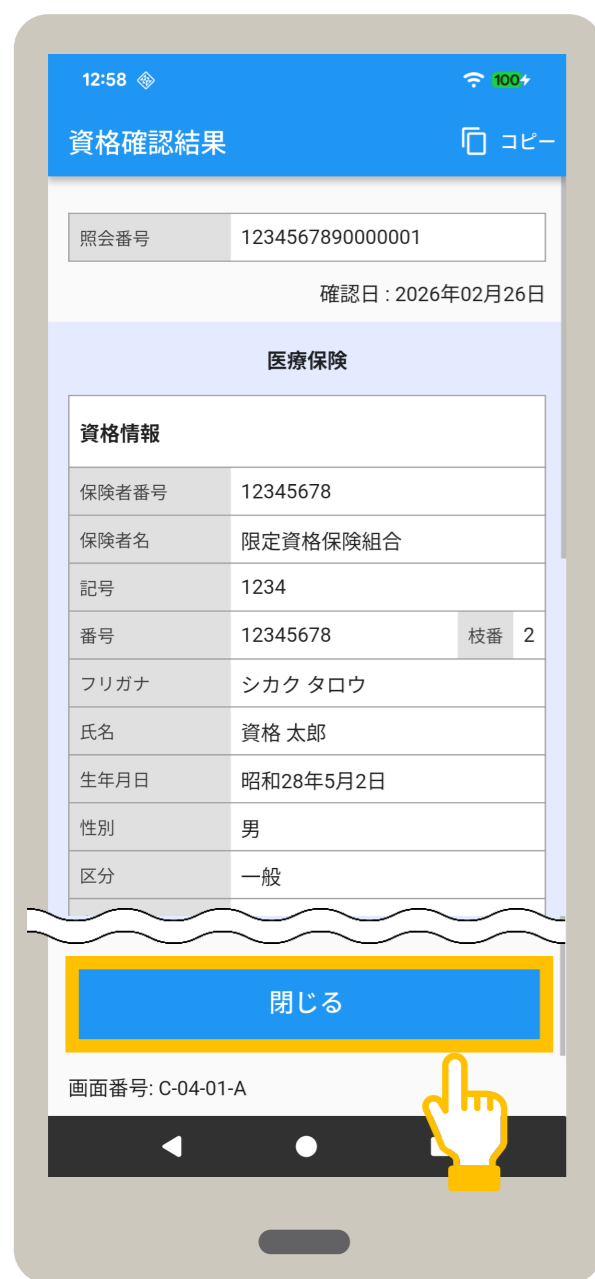 12:58 100
資格確認結果 コピー
照会番号 1234567890000001
確認日 : 2026年02月26日
医療保険
資格情報
保険者番号 12345678
保険者名 限定資格保険組合
記号 1234
番号 12345678 枝番 2
フリガナ シカク タロウ
氏名 資格 太郎
生年月日 昭和28年5月2日
性別 男
区分 一般
閉じる
画面番号: C-04-01-A